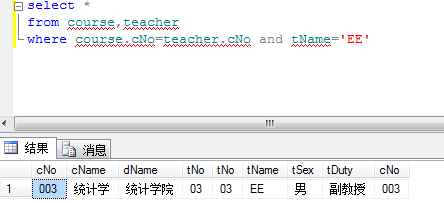 select *
from course,teacher
where course.cNo=teacher.cNo and tName='EE'
结果 消息
cNo cName dName tNo tNo tName tSex tDuty cNo
1 003 统计学 统计学院 03 03 EE 男 副教授 003